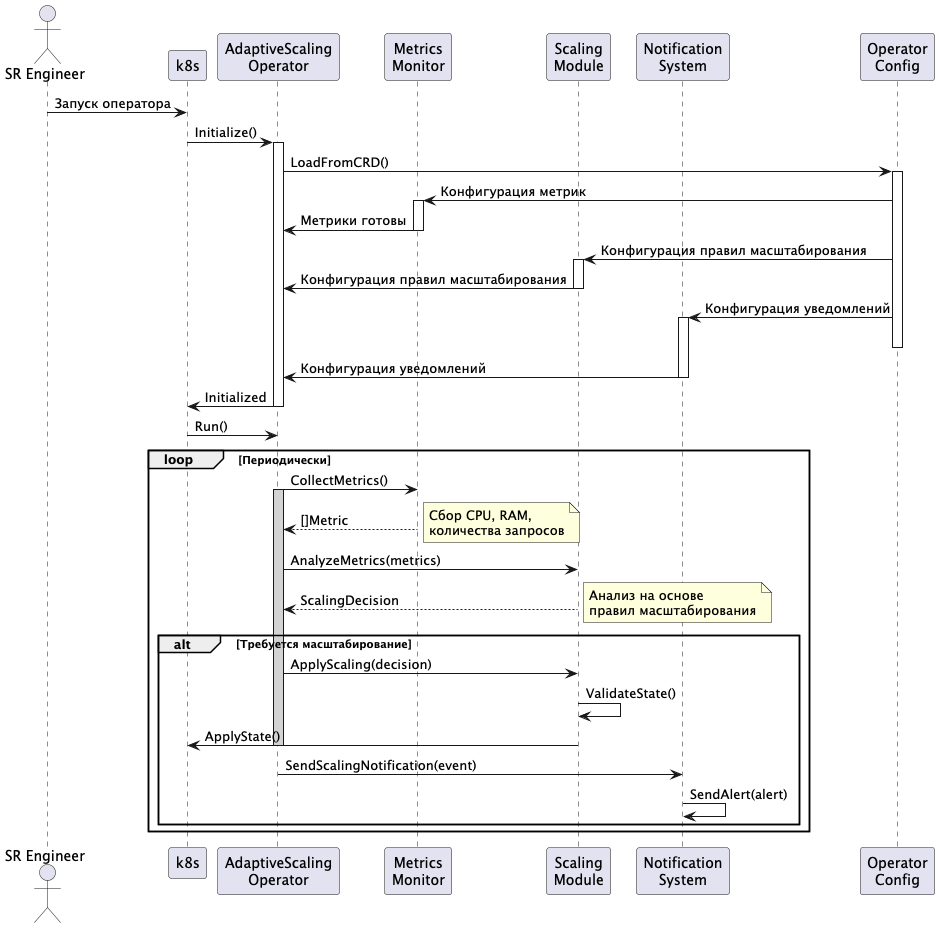 SR Engineer
k8s
AdaptiveScaling
Operator
Metrics
Monitor
Scaling
Module
Notification
System
Operator
Config
Запуск оператора
Initialize()
LoadFromCRD()
Конфигурация метрик
Метрики готовы
Конфигурация правил масштабирования
Конфигурация правил масштабирования
Конфигурация уведомлений
Конфигурация уведомлений
Initialized
Run()
loop
[Периодически]
CollectMetrics()
[]Metric
Сбор CPU, RAM,
количества запросов
AnalyzeMetrics(metrics)
ScalingDecision
Анализ на основе
правил масштабирования
alt
[Требуется масштабирование]
ApplyScaling(decision)
ValidateState()
ApplyState()
SendScalingNotification(event)
SendAlert(alert)
SR Engineer
k8s
AdaptiveScaling
Operator
Metrics
Monitor
Scaling
Module
Notification
System
Operator
Config